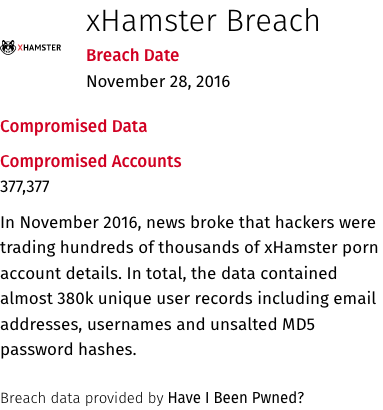 xHamster Breach
XHAMSTER
Breach Date
November 28, 2016
Compromised Data
Compromised Accounts
377,377
In November 2016, news broke that hackers were
trading hundreds of thousands of xHamster porn
account details. In total, the data contained
almost 380k unique user records including email
addresses, usernames and unsalted MD5
password hashes.
Breach data provided by Have I Been Pwned?